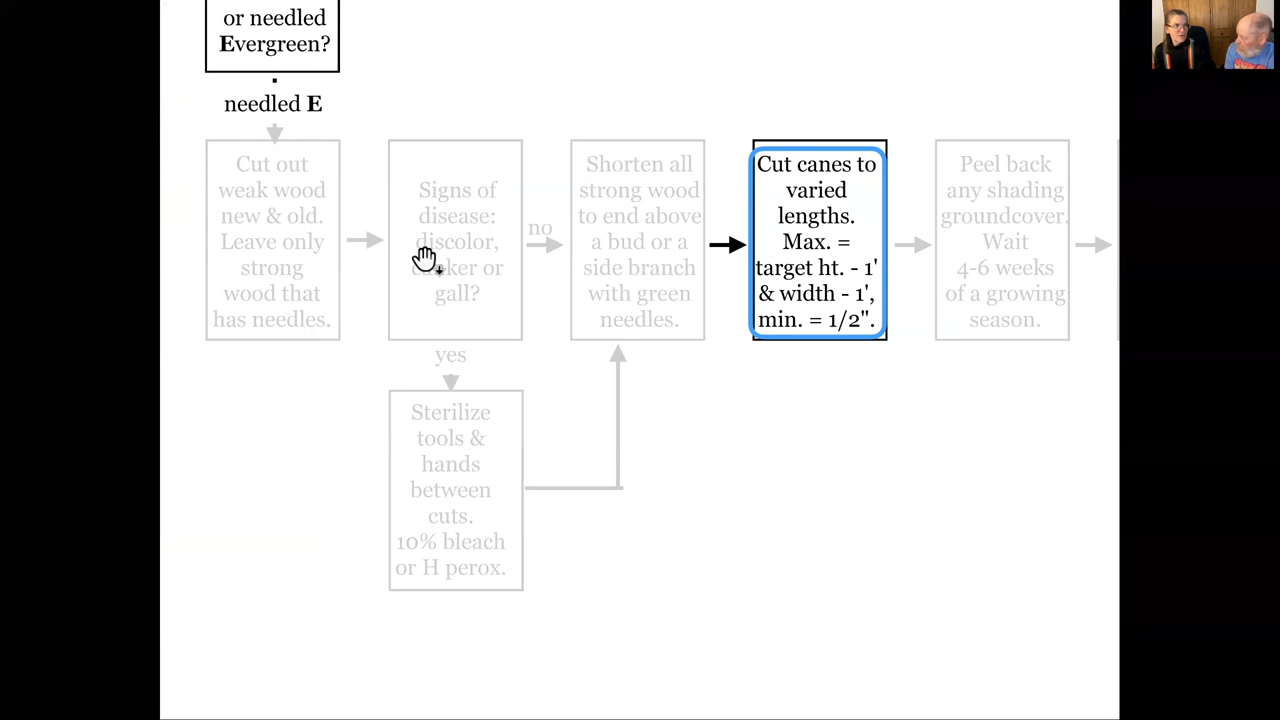 or needled
Evergreen?
needled E
Cut out
weak wood
new & old.
Leave only
strong
wood that
has needles.
Signs of
disease:
discolor,
canker or
gall?
no
Shorten all
strong wood
to end above
a bud or a
side branch
with green
needles.
Cut canes to
varied
lengths.
Max. =
target ht. - 1'
& width - 1',
min. = 1/2".
Peel back
any shading
groundcover.
Wait
4-6 weeks
of a growing
season.
yes
Sterilize
tools &
hands
between
cuts.
10% bleach
or H perox.